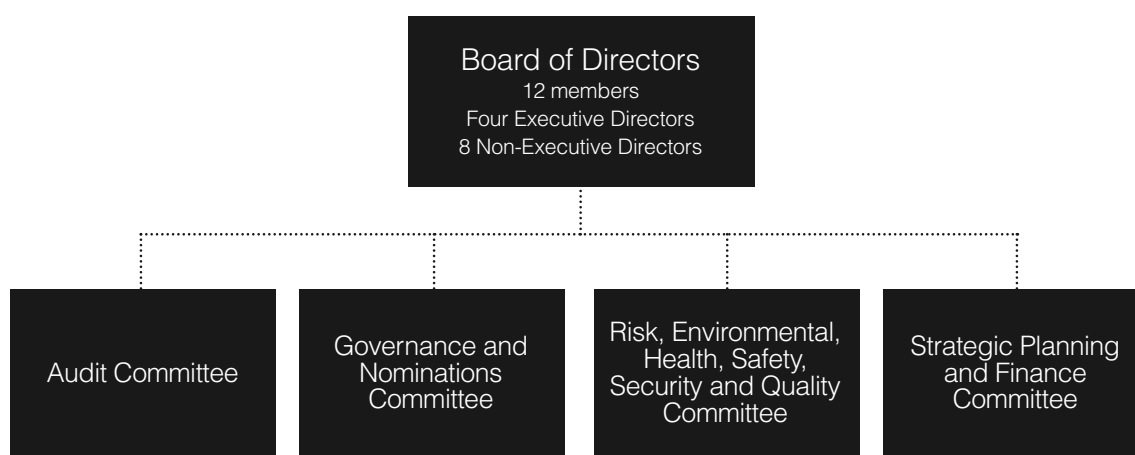 Board of Directors
12 members
Four Executive Directors
8 Non-Executive Directors
Audit Committee
Governance and
Nominations
Committee
Risk, Environmental,
Health, Safety,
Security and Quality
Committee
Strategic Planning
and Finance
Committee